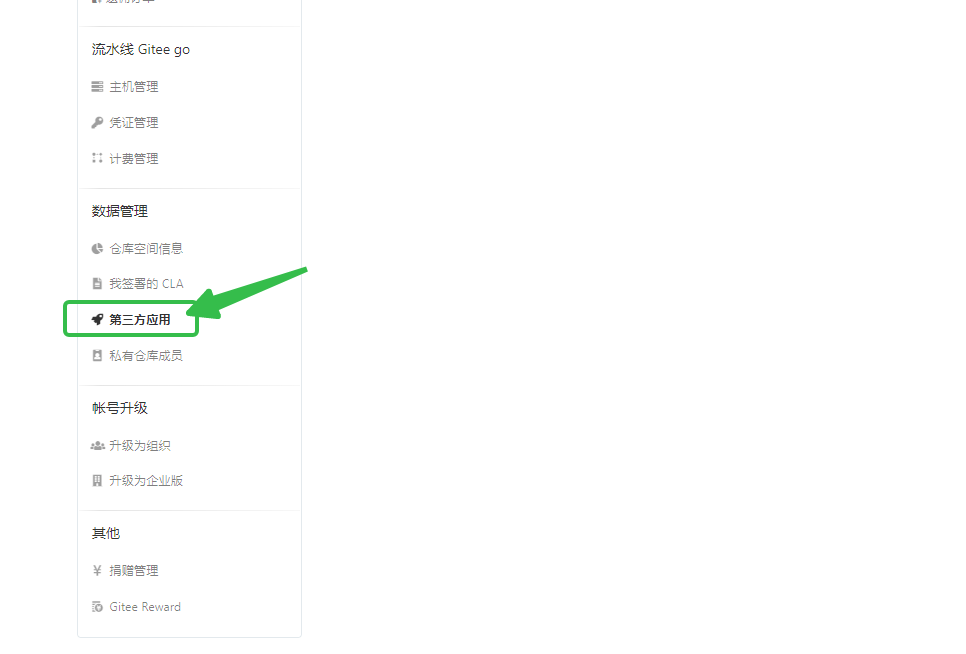 流水线 Gitee go
主机管理
凭证管理
计费管理
数据管理
仓库空间信息
我签署的 CLA
第三方应用
私有仓库成员
帐号升级
升级为组织
升级为企业版
其他
捐赠管理
Gitee Reward